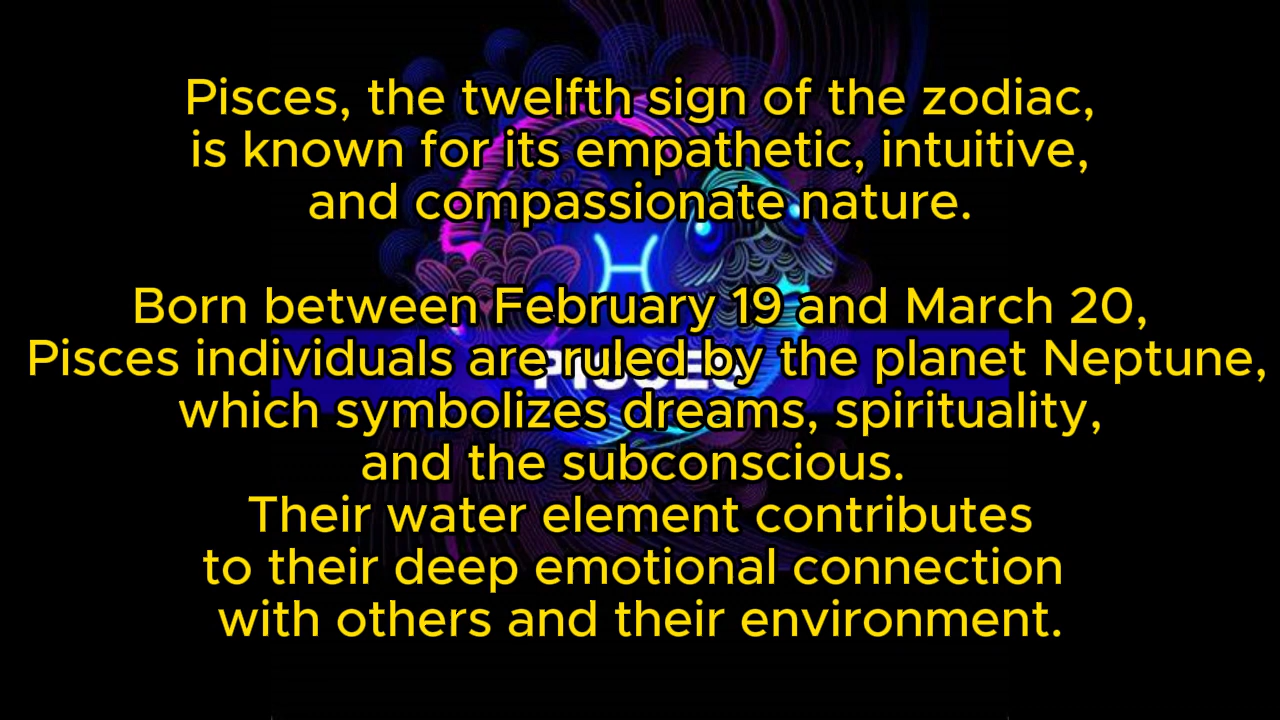 Pisces, the twelfth sign of the zodiac,
is known for its empathetic, intuitive,
and compassionate nature.
Born between February 19 and March 20,
Pisces individuals are ruled by the planet Neptune,
PISCES
which symbolizes dreams, spirituality,
and the subconscious.
Their water element contributes
to their deep emotional connection
with others and their environment.